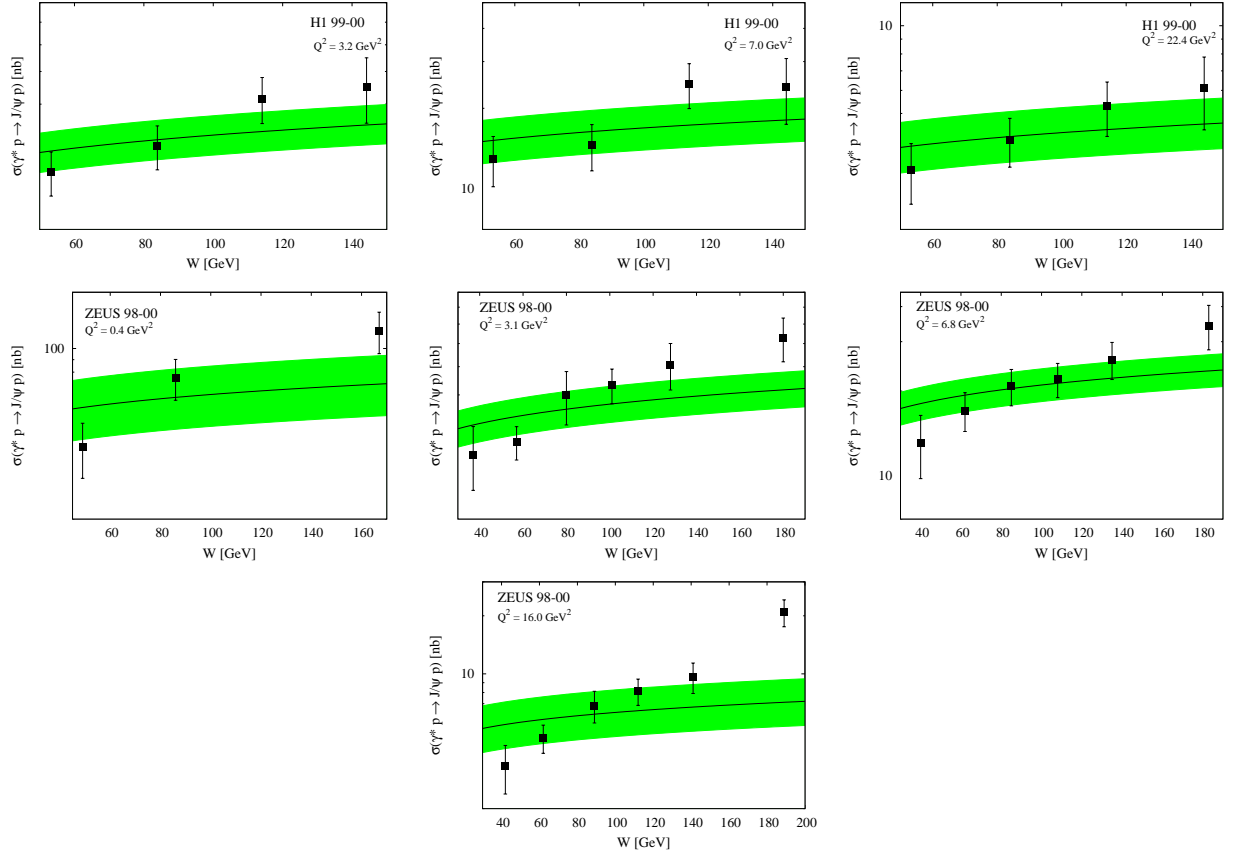 H1 99-00
Q² = 3.2 GeV²
σ(γ* p → J/ψ p) [nb]
60 80 100 120 140
W [GeV]
H1 99-00
Q² = 7.0 GeV²
σ(γ* p → J/ψ p) [nb]
10
60 80 100 120 140
W [GeV]
10
H1 99-00
Q² = 22.4 GeV²
σ(γ* p → J/ψ p) [nb]
60 80 100 120 140
W [GeV]
ZEUS 98-00
Q² = 0.4 GeV²
100
σ(γ* p → J/ψ p) [nb]
60 80 100 120 140 160
W [GeV]
ZEUS 98-00
Q² = 3.1 GeV²
σ(γ* p → J/ψ p) [nb]
40 60 80 100 120 140 160 180
W [GeV]
ZEUS 98-00
Q² = 6.8 GeV²
σ(γ* p → J/ψ p) [nb]
10
40 60 80 100 120 140 160 180
W [GeV]
ZEUS 98-00
Q² = 16.0 GeV²
σ(γ* p → J/ψ p) [nb]
10
40 60 80 100 120 140 160 180 200
W [GeV]